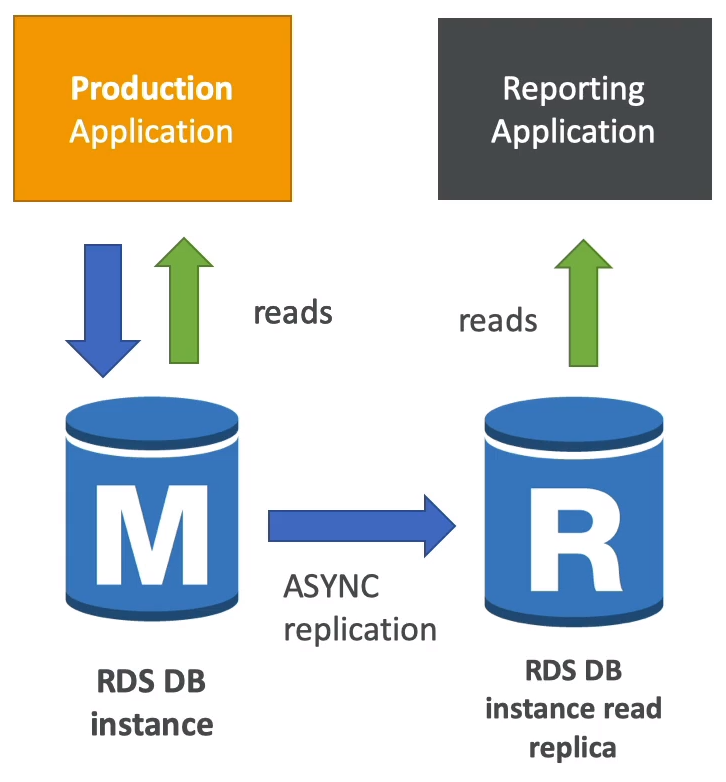 Production
Application
Reporting
Application
reads
reads
M
R
ASYNC
replication
RDS DB
instance
RDS DB
instance read
replica